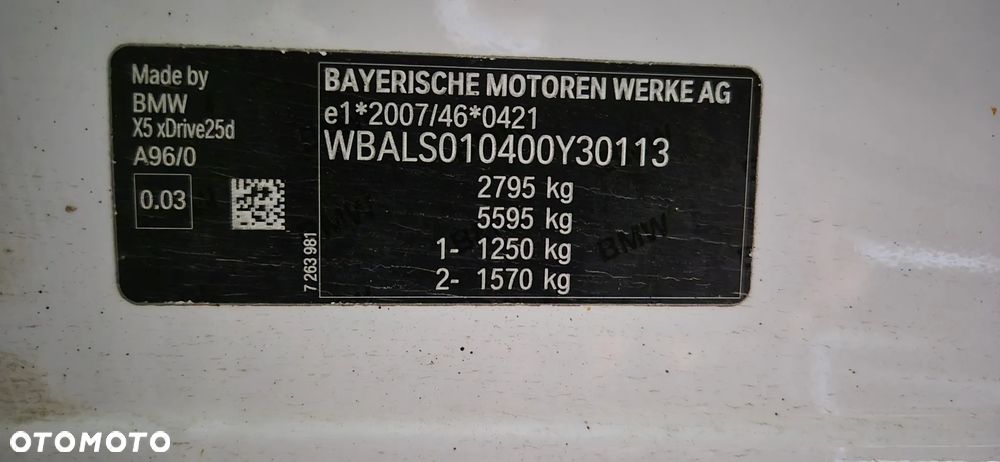 Made by
BMW
X5 xDrive25d
A96/0
0.03
7 263 981
BAYERISCHE MOTOREN WERKE AG
e1*2007/46*0421
WBALS010400Y30113
2795 kg
5595 kg
1- 1250 kg
2- 1570 kg
BMW
OTOMOTO